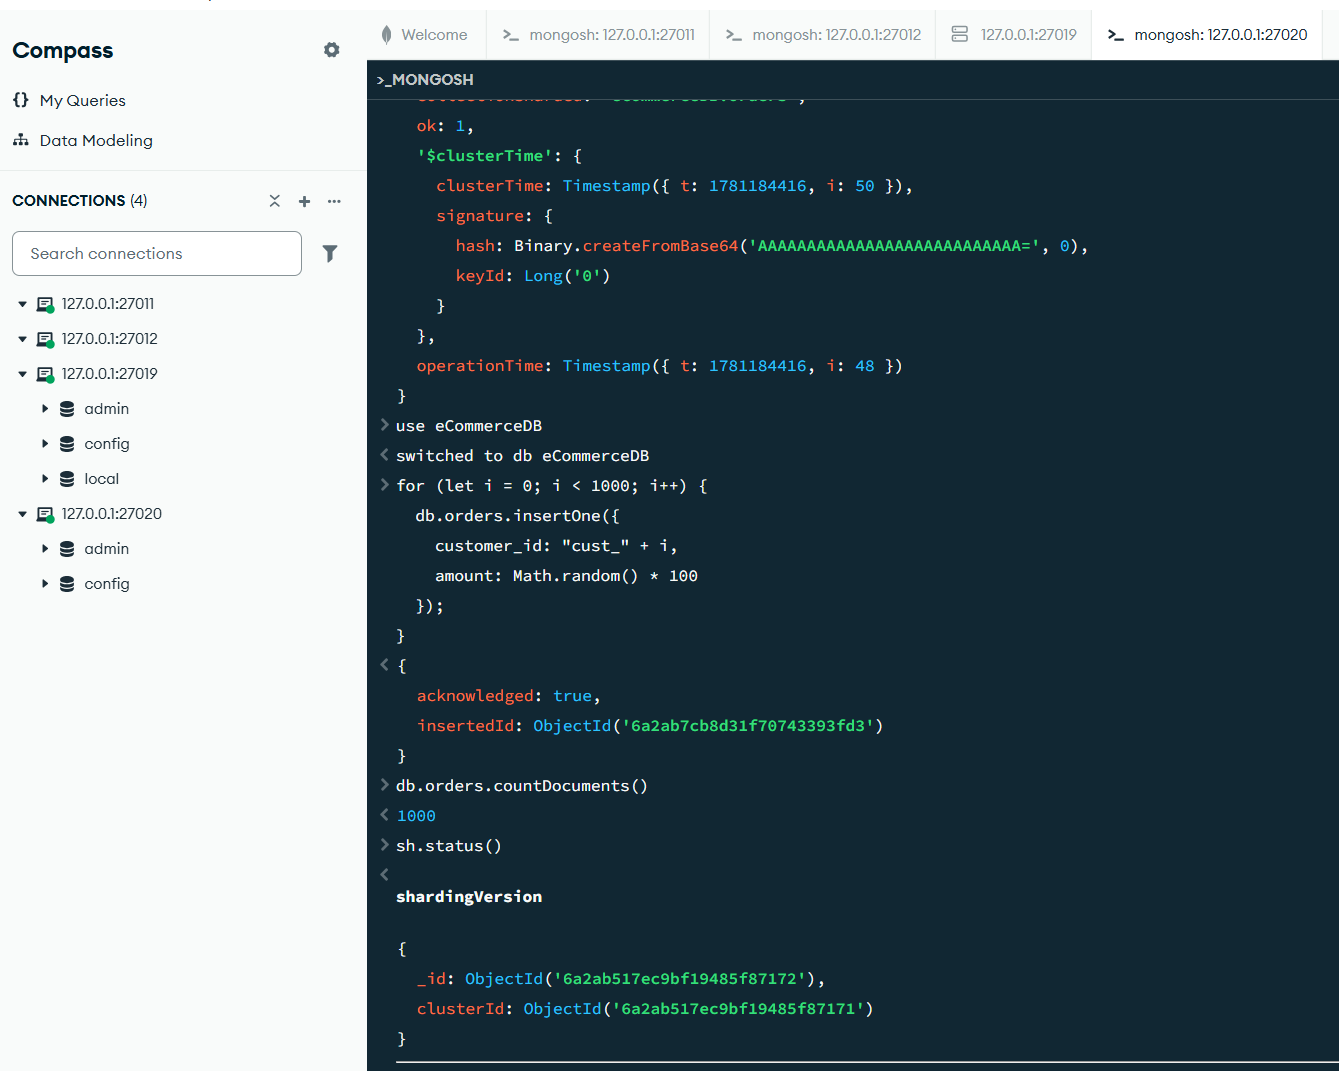 Compass
My Queries
Data Modeling
CONNECTIONS (4)
Search connections
127.0.0.1:27011
127.0.0.1:27012
127.0.0.1:27019
admin
config
local
127.0.0.1:27020
admin
config
Welcome
>_ mongosh: 127.0.0.1:27011
>_ mongosh: 127.0.0.1:27012
127.0.0.1:27019
>_ mongosh: 127.0.0.1:27020
>_MONGOSH
ok: 1,
'$clusterTime': {
clusterTime: Timestamp({ t: 1781184416, i: 50 }),
signature: {
hash: Binary.createFromBase64('AAAAAAAAAAAAAAAAAAAAAAAAAAA=', 0),
keyId: Long('0')
}
},
operationTime: Timestamp({ t: 1781184416, i: 48 })
}
> use eCommerceDB
< switched to db eCommerceDB
> for (let i = 0; i < 1000; i++) {
db.orders.insertOne({
customer_id: "cust_" + i,
amount: Math.random() * 100
});
}
< {
acknowledged: true,
insertedId: ObjectId('6a2ab7cb8d31f70743393fd3')
}
> db.orders.countDocuments()
< 1000
> sh.status()
<
shardingVersion
{
_id: ObjectId('6a2ab517ec9bf19485f87172'),
clusterId: ObjectId('6a2ab517ec9bf19485f87171')
}